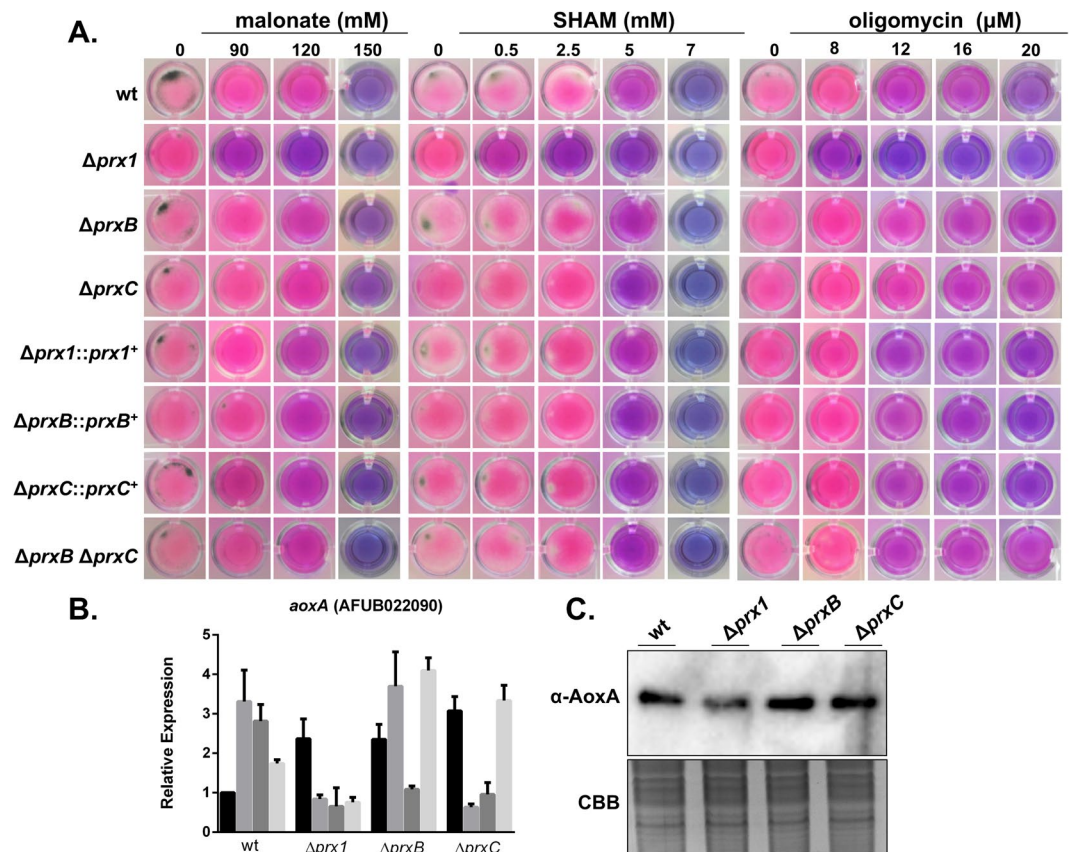 A.
malonate (mM) SHAM (mM) oligomycin (µM)
0 90 120 150 0 0.5 2.5 5 7 0 8 12 16 20
wt
Δprx1
ΔprxB
ΔprxC
Δprx1::prx1+
ΔprxB::prxB+
ΔprxC::prxC+
ΔprxB ΔprxC
B.
aoxA (AFUB022090)
Relative Expression
5
4
3
2
1
0
wt Δprx1 ΔprxB ΔprxC
C.
wt Δprx1 ΔprxB ΔprxC
α-AoxA
CBB